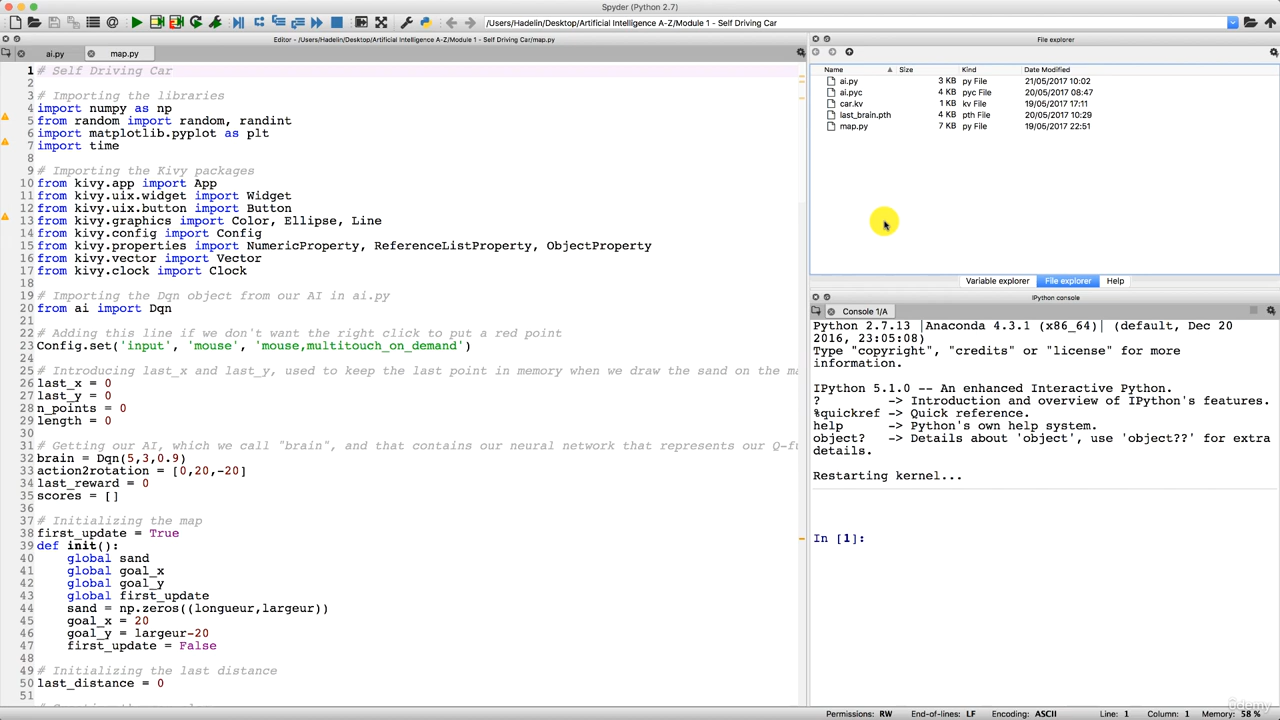 Spyder (Python 2.7)
/Users/Hadelin/Desktop/Artificial Intelligence A-Z/Module 1 - Self Driving Car
Editor - /Users/Hadelin/Desktop/Artificial Intelligence A-Z/Module 1 - Self Driving Car/map.py
ai.py
map.py
1 # Self Driving Car
2
3 # Importing the libraries
4 import numpy as np
5 from random import random, randint
6 import matplotlib.pyplot as plt
7 import time
8
9 # Importing the Kivy packages
10 from kivy.app import App
11 from kivy.uix.widget import Widget
12 from kivy.uix.button import Button
13 from kivy.graphics import Color, Ellipse, Line
14 from kivy.config import Config
15 from kivy.properties import NumericProperty, ReferenceListProperty, ObjectProperty
16 from kivy.vector import Vector
17 from kivy.clock import Clock
18
19 # Importing the Dqn object from our AI in ai.py
20 from ai import Dqn
21
22 # Adding this line if we don't want the right click to put a red point
23 Config.set('input', 'mouse', 'mouse,multitouch_on_demand')
24
25 # Introducing last_x and last_y, used to keep the last point in memory when we draw the sand on the ma
26 last_x = 0
27 last_y = 0
28 n_points = 0
29 length = 0
30
31 # Getting our AI, which we call "brain", and that contains our neural network that represents our Q-fu
32 brain = Dqn(5,3,0.9)
33 action2rotation = [0,20,-20]
34 last_reward = 0
35 scores = []
36
37 # Initializing the map
38 first_update = True
39 def init():
40 global sand
41 global goal_x
42 global goal_y
43 global first_update
44 sand = np.zeros((longueur,largeur))
45 goal_x = 20
46 goal_y = largeur-20
47 first_update = False
48
49 # Initializing the last distance
50 last_distance = 0
51
File explorer
Name Size Kind Date Modified
ai.py 3 KB py File 21/05/2017 10:02
ai.pyc 4 KB pyc File 20/05/2017 08:47
car.kv 1 KB kv File 19/05/2017 17:11
last_brain.pth 4 KB pth File 20/05/2017 10:29
map.py 7 KB py File 19/05/2017 22:51
Variable explorer File explorer Help
IPython console
Console 1/A
Python 2.7.13 |Anaconda 4.3.1 (x86_64)| (default, Dec 20
2016, 23:05:08)
Type "copyright", "credits" or "license" for more
information.
IPython 5.1.0 -- An enhanced Interactive Python.
? -> Introduction and overview of IPython's features.
%quickref -> Quick reference.
help -> Python's own help system.
object? -> Details about 'object', use 'object??' for extra
details.
Restarting kernel...
In [1]:
Permissions: RW End-of-lines: LF Encoding: ASCII Line: 1 Column: 1 Memory: 58 %
udemy